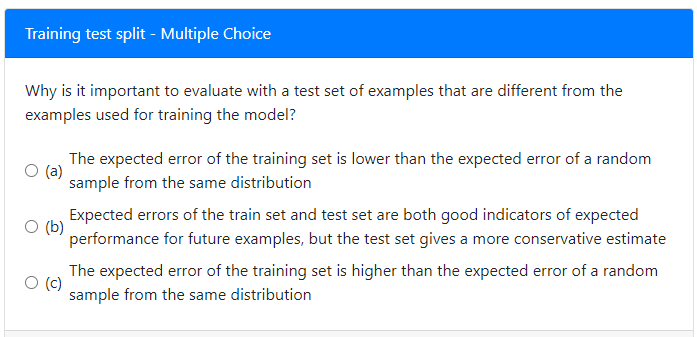 Training test split - Multiple Choice
Why is it important to evaluate with a test set of examples that are different from the
examples used for training the model?
(a) The expected error of the training set is lower than the expected error of a random
sample from the same distribution
(b) Expected errors of the train set and test set are both good indicators of expected
performance for future examples, but the test set gives a more conservative estimate
(c) The expected error of the training set is higher than the expected error of a random
sample from the same distribution